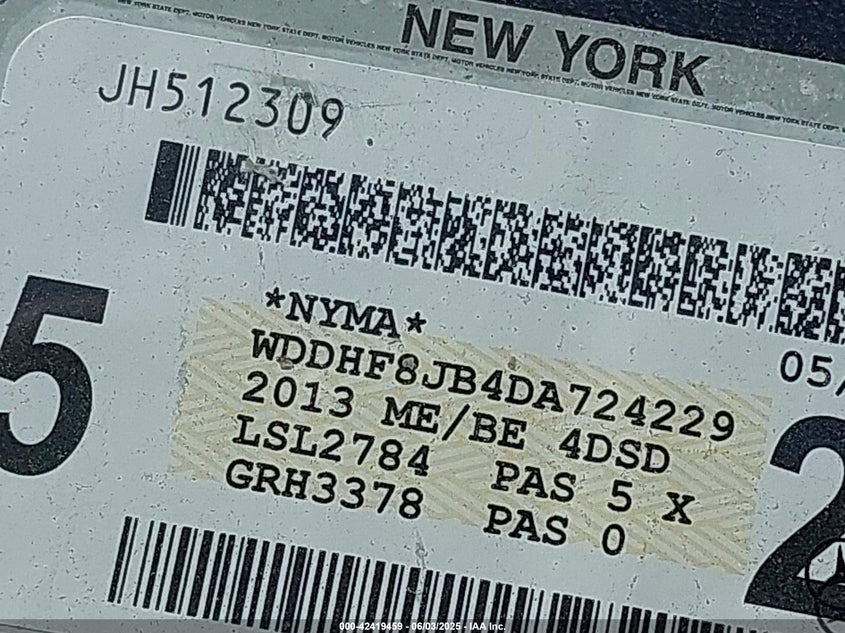 NEW YORK
JH512309
*NYMA*
05/
WDDHF8JB4DA724229
2013 ME/BE 4DSD
LSL2784 PAS 5 X
GRH3378 PAS 0
5
2
000-42419459 - 06/03/2025 - IAA Inc.